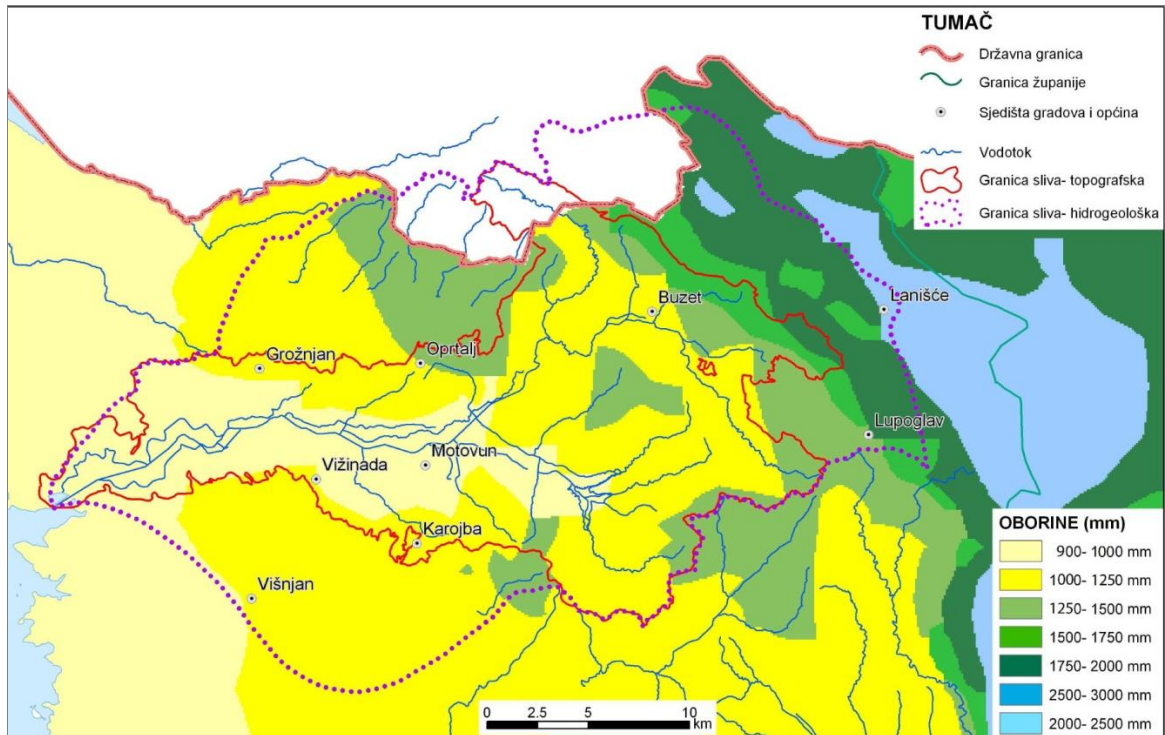 TUMAČ
Državna granica
Granica županije
Sjedišta gradova i općina
Vodotok
Granica sliva- topografska
Granica sliva- hidrogeološka
Buzet
Lanišće
Grožnjan
Oprtalj
Lupoglav
Motovun
Vižinada
Karojba
Višnjan
OBORINE (mm)
900- 1000 mm
1000- 1250 mm
1250- 1500 mm
1500- 1750 mm
1750- 2000 mm
2500- 3000 mm
2000- 2500 mm
0 2.5 5 10
km